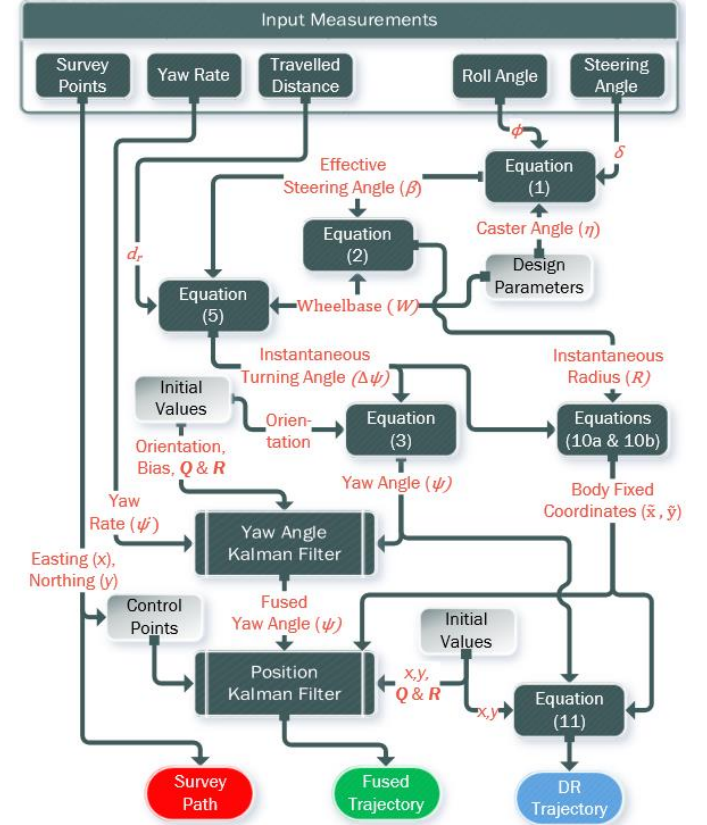 Input Measurements
Survey
Points
Yaw Rate
Travelled
Distance
Roll Angle
Steering
Angle
ϕ
δ
Effective
Steering Angle (β)
Equation
(1)
Caster Angle (η)
Equation
(2)
Design
Parameters
d_r
Equation
(5)
Wheelbase (W)
Instantaneous
Turning Angle (Δψ)
Instantaneous
Radius (R)
Initial
Values
Orien-
tation
Equation
(3)
Equations
(10a & 10b)
Orientation,
Bias, Q & R
Yaw Angle (ψ)
Body Fixed
Coordinates (x̃ , ỹ)
Yaw
Rate (ψ̇)
Yaw Angle
Kalman Filter
Easting (x),
Northing (y)
Control
Points
Fused
Yaw Angle (ψ)
Initial
Values
Position
Kalman Filter
x,y,
Q & R
x,y
Equation
(11)
Survey
Path
Fused
Trajectory
DR
Trajectory